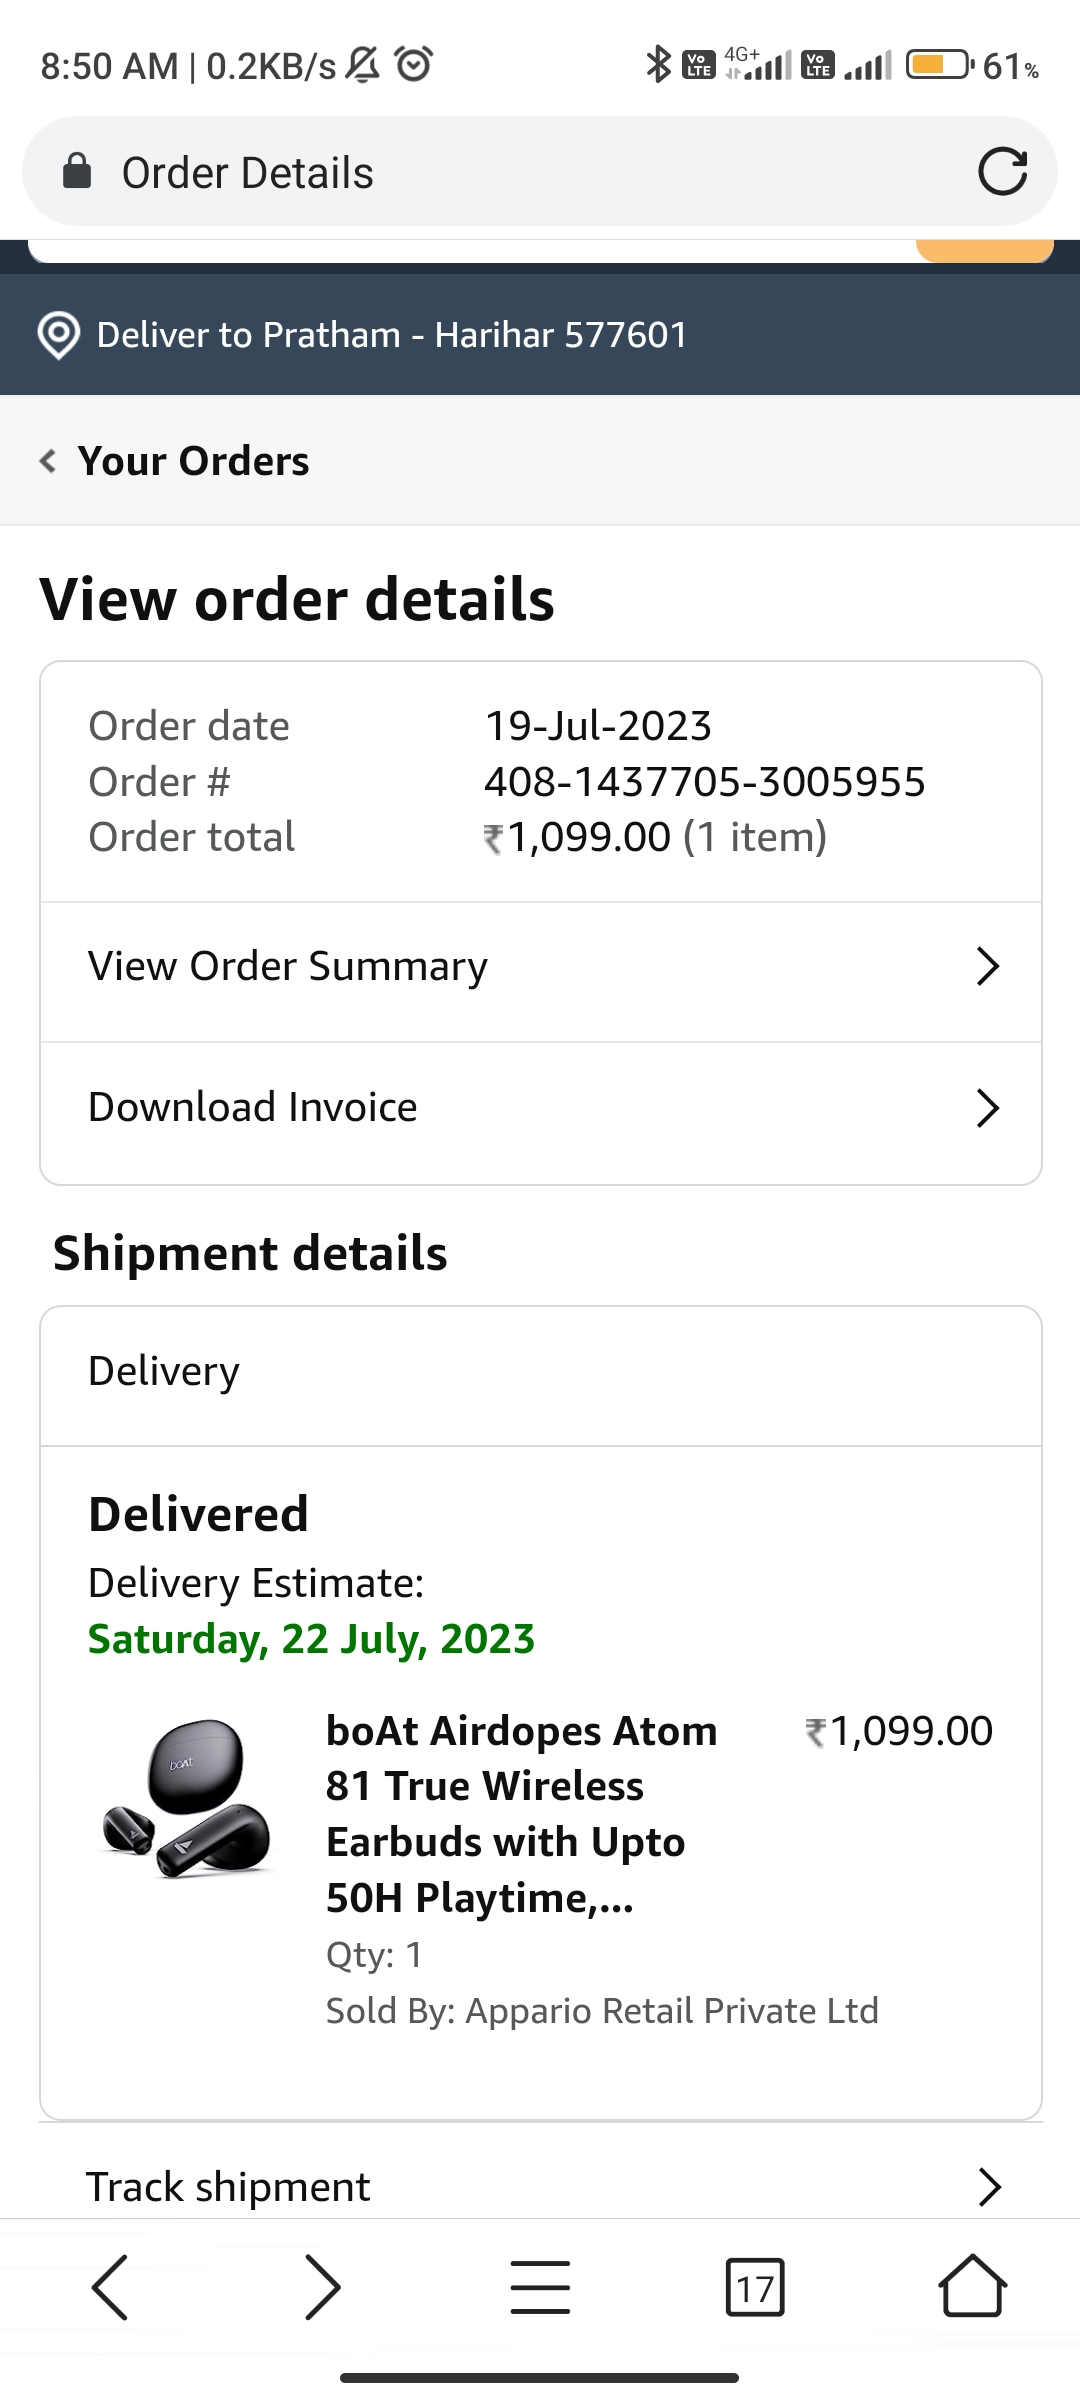 8:50 AM | 0.2KB/s Vo LTE 4G+ Vo LTE 61%
Order Details
Deliver to Pratham - Harihar 577601
Your Orders
View order details
Order date 19-Jul-2023
Order # 408-1437705-3005955
Order total ₹1,099.00 (1 item)
View Order Summary
Download Invoice
Shipment details
Delivery
Delivered
Delivery Estimate:
Saturday, 22 July, 2023
boAt
boAt Airdopes Atom ₹1,099.00
81 True Wireless
Earbuds with Upto
50H Playtime,...
Qty: 1
Sold By: Appario Retail Private Ltd
Track shipment
17